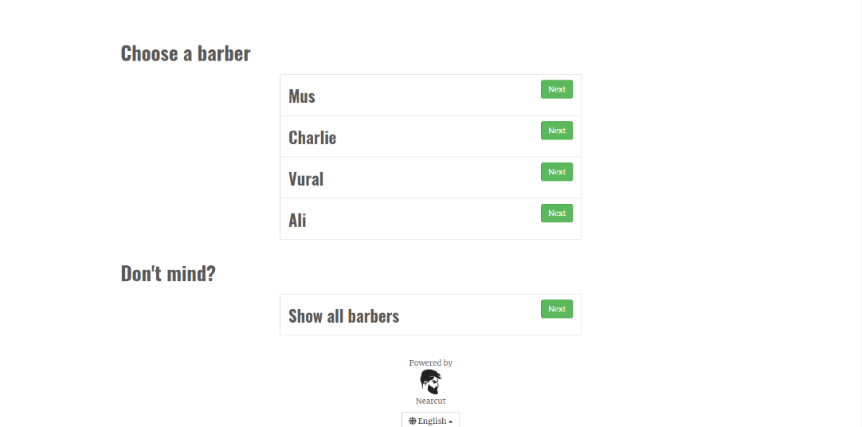 Choose a barber
Mus
Next
Charlie
Next
Vural
Next
Ali
Next
Don't mind?
Show all barbers
Next
Powered by
Nearcut
English